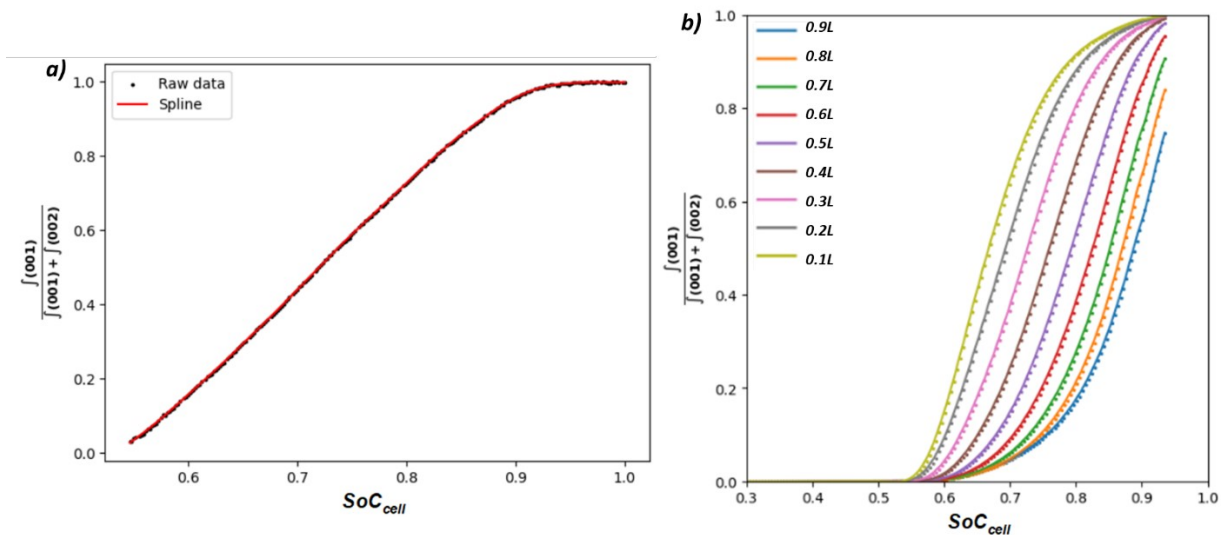 a)
Raw data
Spline
1.0
0.8
0.6
0.4
0.2
0.0
∫(001)
∫(001) + ∫(002)
0.6
0.7
0.8
0.9
1.0
SoC_cell
b)
0.9L
0.8L
0.7L
0.6L
0.5L
0.4L
0.3L
0.2L
0.1L
1.0
0.8
0.6
0.4
0.2
0.0
∫(001)
∫(001) + ∫(002)
0.3
0.4
0.5
0.6
0.7
0.8
0.9
1.0
SoC_cell